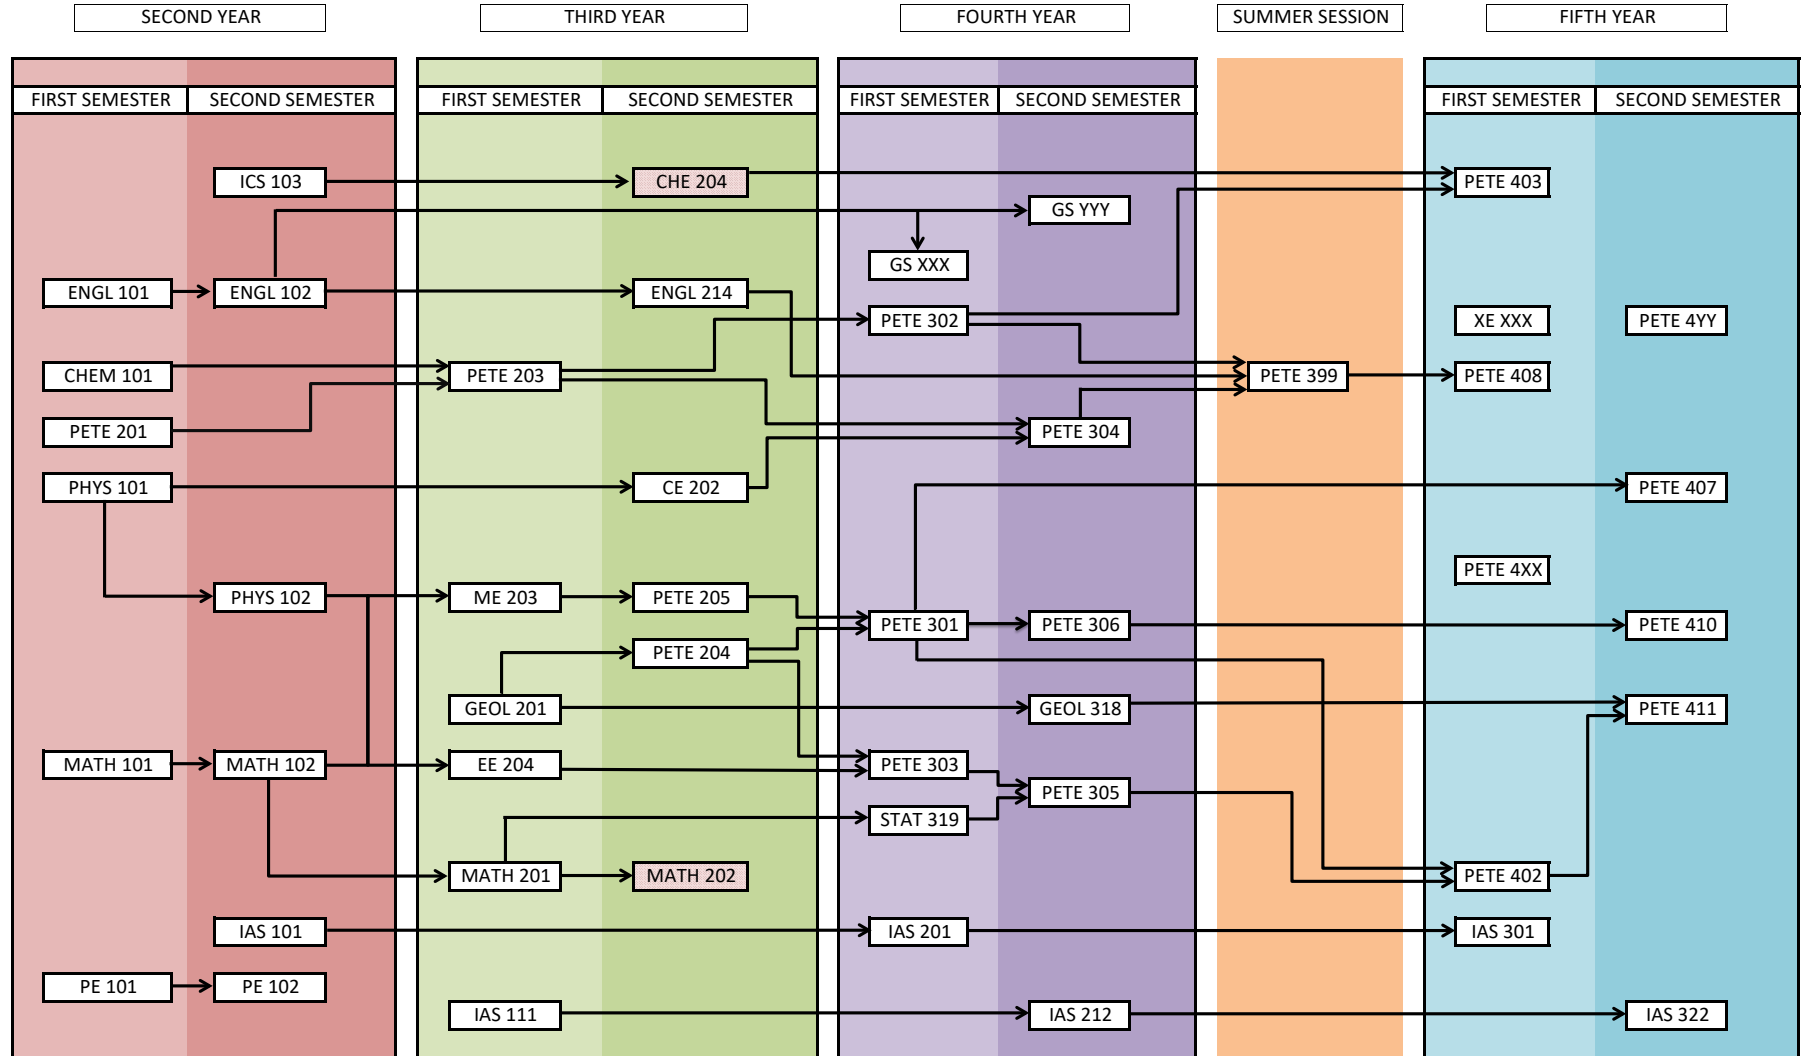 SECOND YEAR
THIRD YEAR
FOURTH YEAR
SUMMER SESSION
FIFTH YEAR
FIRST SEMESTER
SECOND SEMESTER
FIRST SEMESTER
SECOND SEMESTER
FIRST SEMESTER
SECOND SEMESTER
FIRST SEMESTER
SECOND SEMESTER
ICS 103
CHE 204
PETE 403
GS YYY
GS XXX
ENGL 101
ENGL 102
ENGL 214
PETE 302
XE XXX
PETE 4YY
CHEM 101
PETE 203
PETE 399
PETE 408
PETE 201
PETE 304
PHYS 101
CE 202
PETE 407
PETE 4XX
PHYS 102
ME 203
PETE 205
PETE 301
PETE 306
PETE 410
PETE 204
GEOL 201
GEOL 318
PETE 411
MATH 101
MATH 102
EE 204
PETE 303
PETE 305
STAT 319
MATH 201
MATH 202
PETE 402
IAS 101
IAS 201
IAS 301
PE 101
PE 102
IAS 111
IAS 212
IAS 322